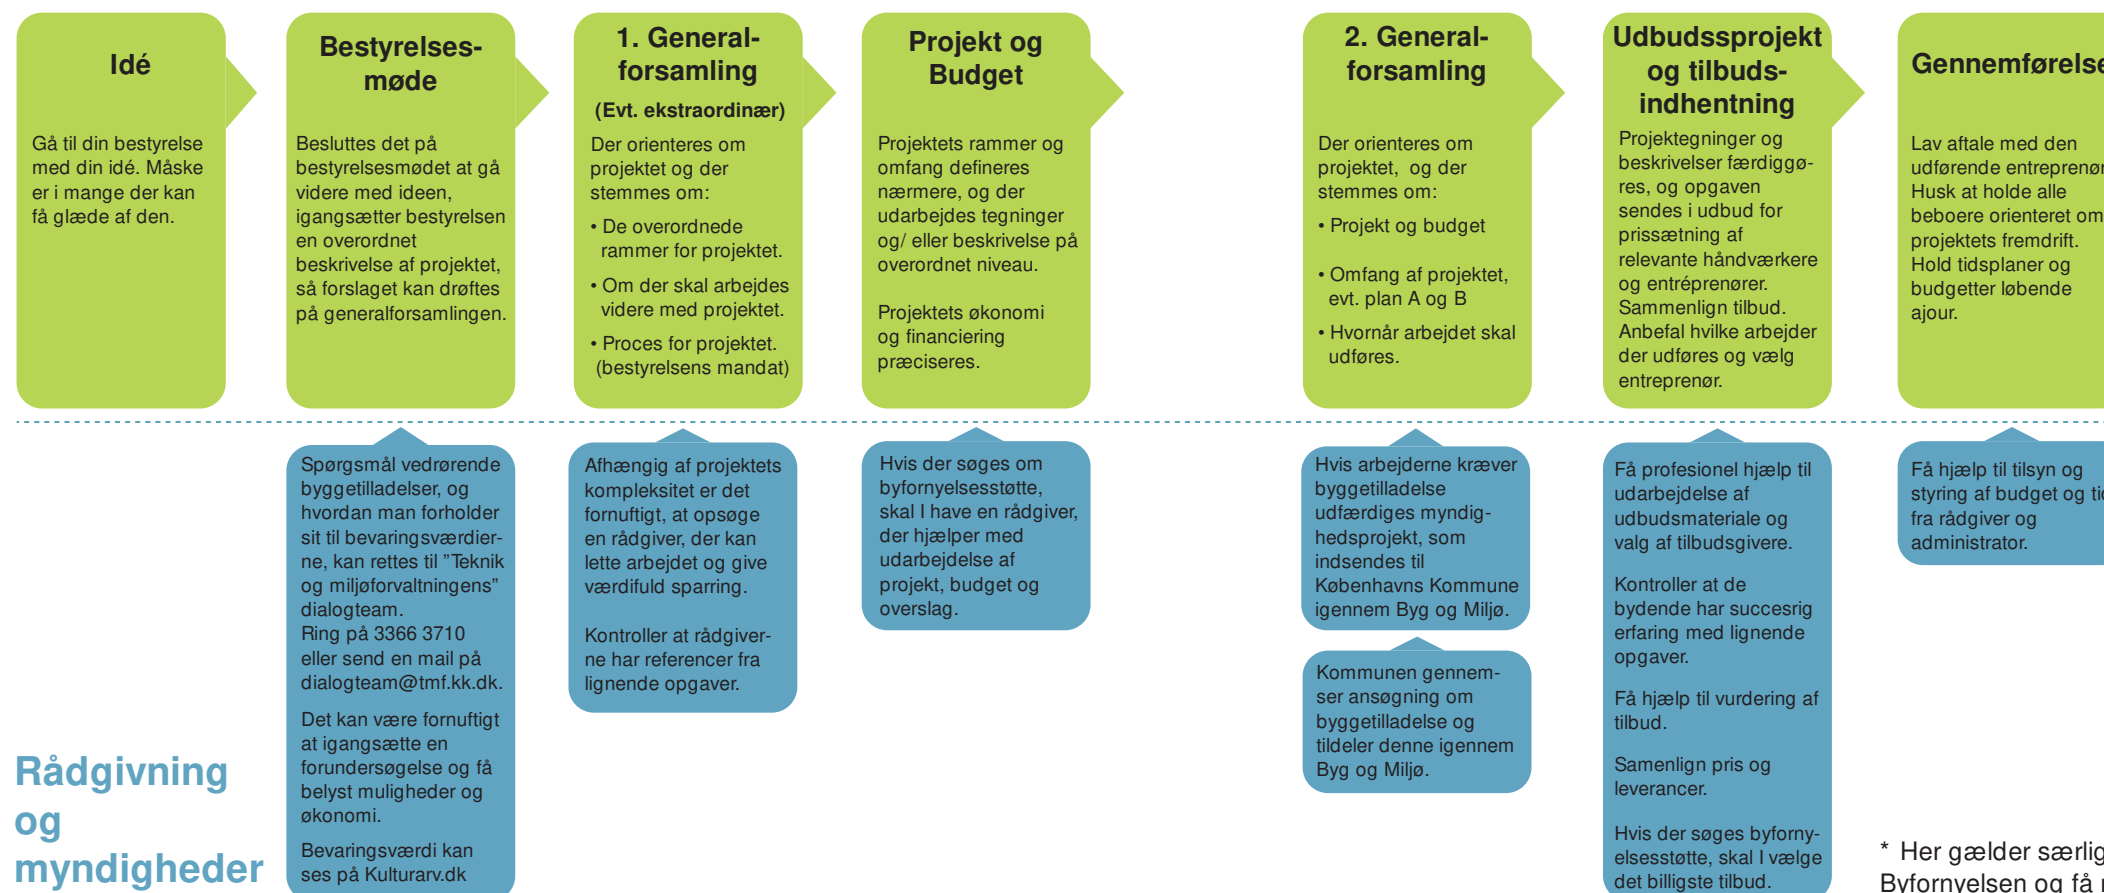 Idé
Gå til din bestyrelse
med din idé. Måske
er i mange der kan
få glæde af den.
Bestyrelses-
møde
Besluttes det på
bestyrelsesmødet at gå
videre med ideen,
igangsætter bestyrelsen
en overordnet
beskrivelse af projektet,
så forslaget kan drøftes
på generalforsamlingen.
1. General-
forsamling
(Evt. ekstraordinær)
Der orienteres om
projektet og der
stemmes om:
• De overordnede
rammer for projektet.
• Om der skal arbejdes
videre med projektet.
• Proces for projektet.
(bestyrelsens mandat)
Projekt og
Budget
Projektets rammer og
omfang defineres
nærmere, og der
udarbejdes tegninger
og/ eller beskrivelse på
overordnet niveau.
Projektets økonomi
og financiering
præciseres.
2. General-
forsamling
Der orienteres om
projektet, og der
stemmes om:
• Projekt og budget
• Omfang af projektet,
evt. plan A og B
• Hvornår arbejdet skal
udføres.
Udbudssprojekt
og tilbuds-
indhentning
Projektegninger og
beskrivelser færdiggø-
res, og opgaven
sendes i udbud for
prissætning af
relevante håndværkere
og entréprenører.
Sammenlign tilbud.
Anbefal hvilke arbejder
der udføres og vælg
entreprenør.
Gennemførelse
Lav aftale med den
udførende entreprenør
Husk at holde alle
beboere orienteret om
projektets fremdrift.
Hold tidsplaner og
budgetter løbende
ajour.
Spørgsmål vedrørende
byggetilladelser, og
hvordan man forholder
sit til bevaringsværdier-
ne, kan rettes til ”Teknik
og miljøforvaltningens”
dialogteam.
Ring på 3366 3710
eller send en mail på
dialogteam@tmf.kk.dk.
Det kan være fornuftigt
at igangsætte en
forundersøgelse og få
belyst muligheder og
økonomi.
Bevaringsværdi kan
ses på Kulturarv.dk
Afhængig af projektets
kompleksitet er det
fornuftigt, at opsøge
en rådgiver, der kan
lette arbejdet og give
værdifuld sparring.
Kontroller at rådgiver-
ne har referencer fra
lignende opgaver.
Hvis der søges om
byfornyelsesstøtte,
skal I have en rådgiver,
der hjælper med
udarbejdelse af
projekt, budget og
overslag.
Hvis arbejderne kræver
byggetilladelse
udfærdiges myndig-
hedsprojekt, som
indsendes til
Københavns Kommune
igennem Byg og Miljø.
Kommunen gennem-
ser ansøgning om
byggetilladelse og
tildeler denne igennem
Byg og Miljø.
Få profesionel hjælp til
udarbejdelse af
udbudsmateriale og
valg af tilbudsgivere.
Kontroller at de
bydende har succesrig
erfaring med lignende
opgaver.
Få hjælp til vurdering af
tilbud.
Samenlign pris og
leverancer.
Hvis der søges byforny-
elsesstøtte, skal I vælge
det billigste tilbud.
Få hjælp til tilsyn og
styring af budget og
fra rådgiver og
administrator.
Rådgivning
og
myndigheder
* Her gælder
Byfornyelsen og få